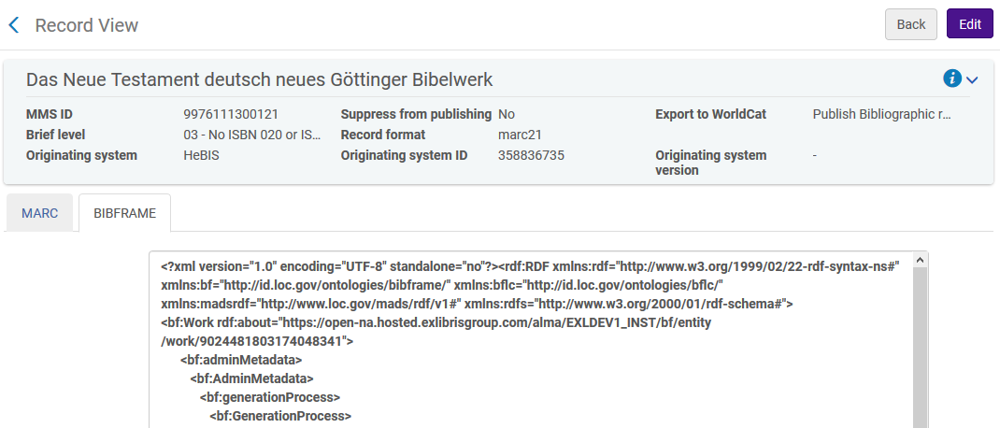 Record View
Back
Edit
Das Neue Testament deutsch neues Göttinger Bibelwerk
MMS ID 9976111300121 Suppress from publishing No Export to WorldCat Publish Bibliographic r...
Brief level 03 - No ISBN 020 or IS... Record format marc21
Originating system HeBIS Originating system ID 358836735 Originating system version -
MARC BIBFRAME
<?xml version="1.0" encoding="UTF-8" standalone="no"?><rdf:RDF xmlns:rdf="http://www.w3.org/1999/02/22-rdf-syntax-ns#"
xmlns:bf="http://id.loc.gov/ontologies/bibframe/" xmlns:bflc="http://id.loc.gov/ontologies/bflc/"
xmlns:madsrdf="http://www.loc.gov/mads/rdf/v1#" xmlns:rdfs="http://www.w3.org/2000/01/rdf-schema#">
<bf:Work rdf:about="https://open-na.hosted.exlibrisgroup.com/alma/EXLDEV1_INST/bf/entity
/work/9024481803174048341">
<bf:adminMetadata>
<bf:AdminMetadata>
<bf:generationProcess>
<bf:GenerationProcess>